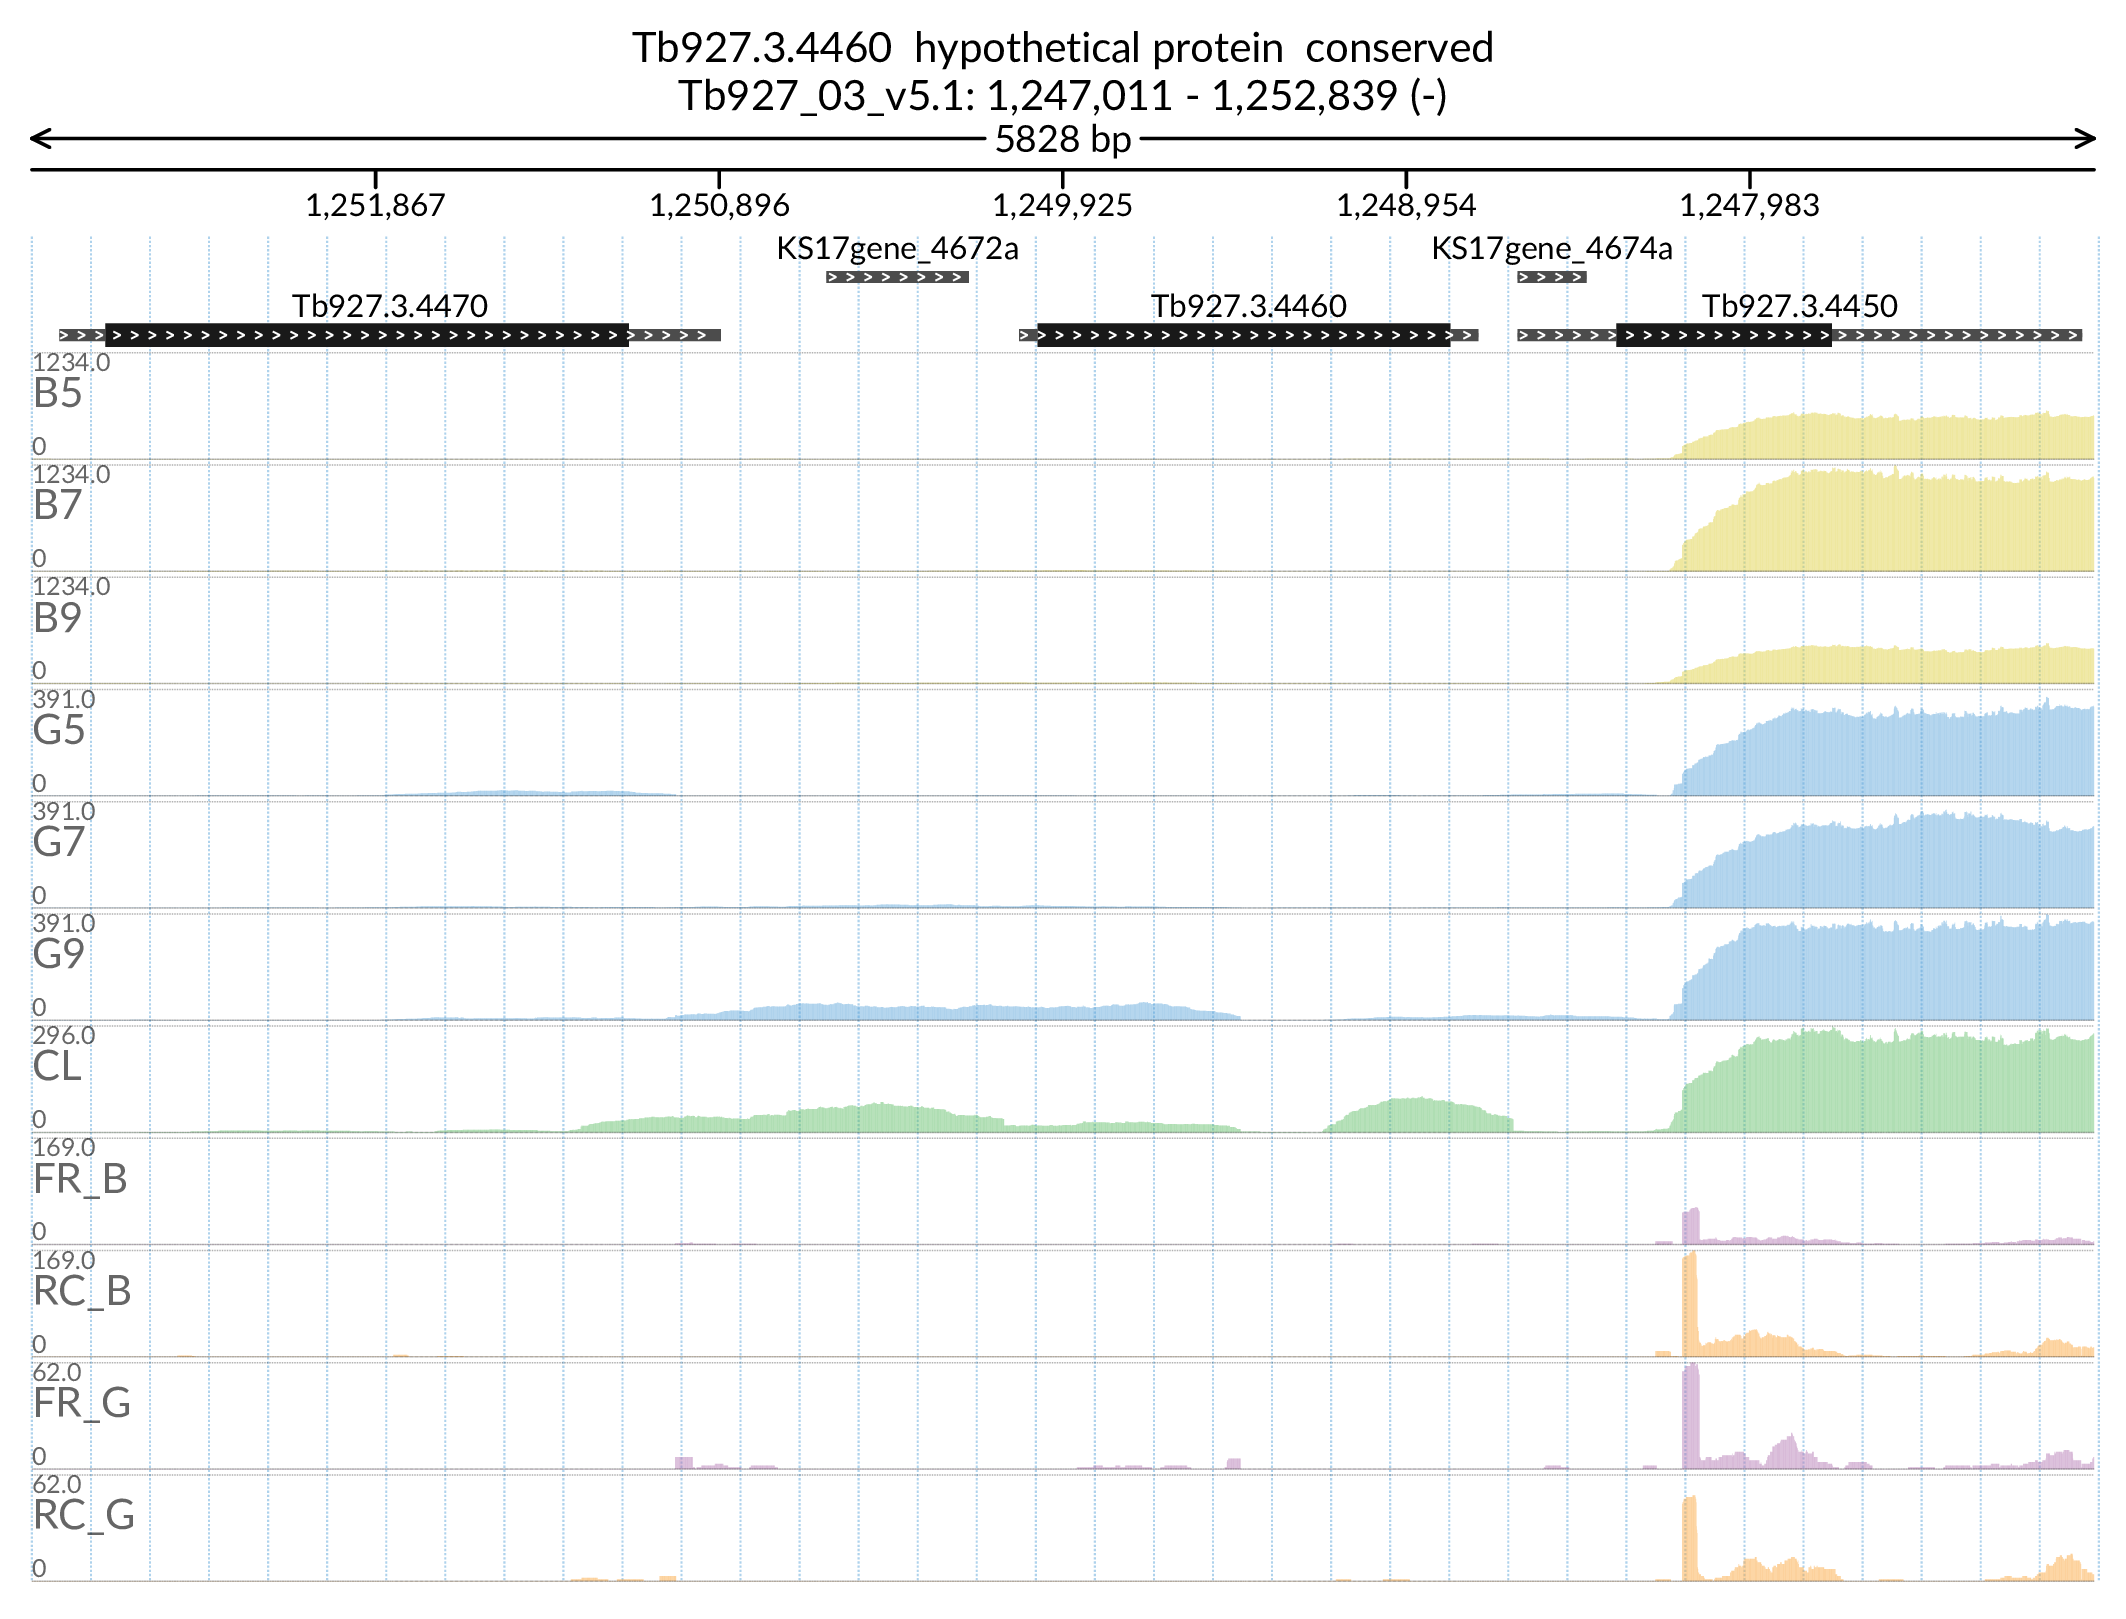 Tb927.3.4460  hypothetical protein  conserved
Tb927_03_v5.1: 1,247,011 - 1,252,839 (-)
5828 bp
1,251,867 1,250,896 1,249,925 1,248,954 1,247,983
KS17gene_4672a KS17gene_4674a
Tb927.3.4470 Tb927.3.4460 Tb927.3.4450
1234.0
B5
0
1234.0
B7
0
1234.0
B9
0
391.0
G5
0
391.0
G7
0
391.0
G9
0
296.0
CL
0
169.0
FR_B
0
169.0
RC_B
0
62.0
FR_G
0
62.0
RC_G
0